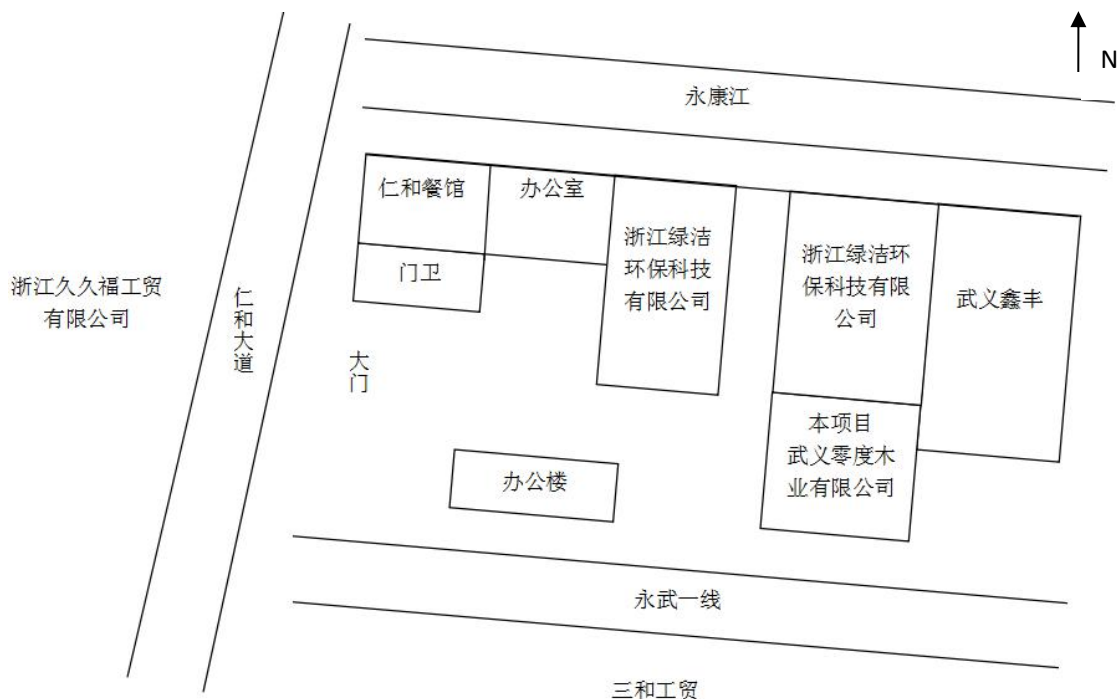 N
永康江
仁和餐馆
办公室
浙江绿洁
环保科技
有限公司
浙江绿洁环
保科技有限
公司
武义鑫丰
门卫
浙江久久福工贸
有限公司
仁和大道
大门
本项目
武义零度木
业有限公司
办公楼
永武一线
三和工贸